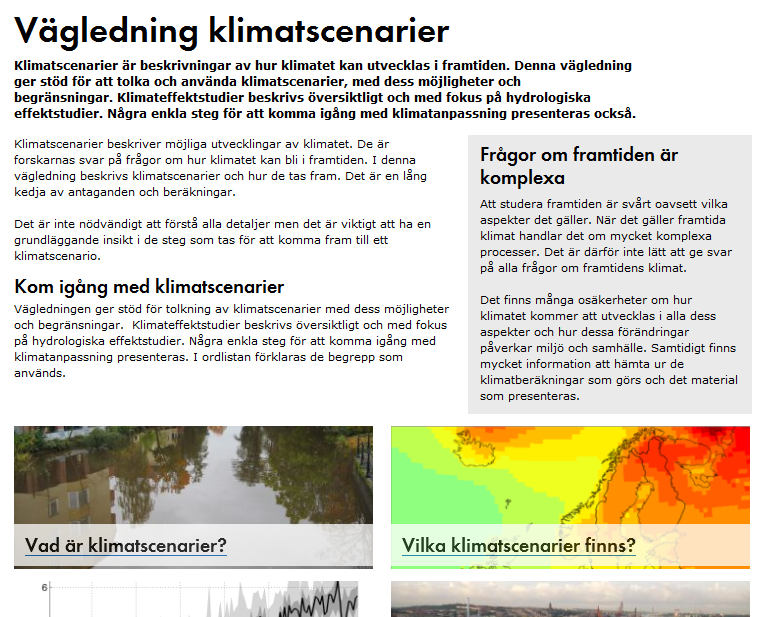 Vägledning klimatscenarier
Klimatscenarier är beskrivningar av hur klimatet kan utvecklas i framtiden. Denna vägledning
ger stöd för att tolka och använda klimatscenarier, med dess möjligheter och
begränsningar. Klimateffektstudier beskrivs översiktligt och med fokus på hydrologiska
effektstudier. Några enkla steg för att komma igång med klimatanpassning presenteras också.
Klimatscenarier beskriver möjliga utvecklingar av klimatet. De är
forskarnas svar på frågor om hur klimatet kan bli i framtiden. I denna
vägledning beskrivs klimatscenarier och hur de tas fram. Det är en lång
kedja av antaganden och beräkningar.
Det är inte nödvändigt att förstå alla detaljer men det är viktigt att ha en
grundläggande insikt i de steg som tas för att komma fram till ett
klimatscenario.
Kom igång med klimatscenarier
Vägledningen ger stöd för tolkning av klimatscenarier med dess möjligheter
och begränsningar.  Klimateffektstudier beskrivs översiktligt och med fokus
på hydrologiska effektstudier. Några enkla steg för att komma igång med
klimatanpassning presenteras. I ordlistan förklaras de begrepp som
används.
Frågor om framtiden är
komplexa
Att studera framtiden är svårt oavsett vilka
aspekter det gäller. När det gäller framtida
klimat handlar det om mycket komplexa
processer. Det är därför inte lätt att ge svar
på alla frågor om framtidens klimat.
Det finns många osäkerheter om hur
klimatet kommer att utvecklas i alla dess
aspekter och hur dessa förändringar
påverkar miljö och samhälle. Samtidigt finns
mycket information att hämta ur de
klimatberäkningar som görs och det material
som presenteras.
Vad är klimatscenarier?
Vilka klimatscenarier finns?
6